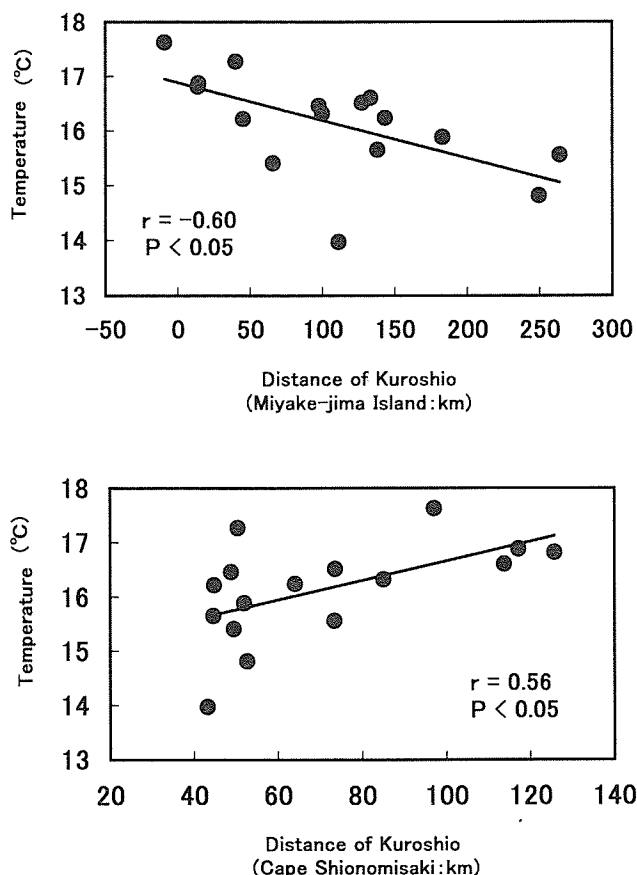 Temperature (℃)
18
17
16
15
14
13
r = -0.60
P < 0.05
-50 0 50 100 150 200 250 300
Distance of Kuroshio
(Miyake-jima Island:km)
Temperature (℃)
18
17
16
15
14
13
r = 0.56
P < 0.05
20 40 60 80 100 120 140
Distance of Kuroshio
(Cape Shionomisaki:km)